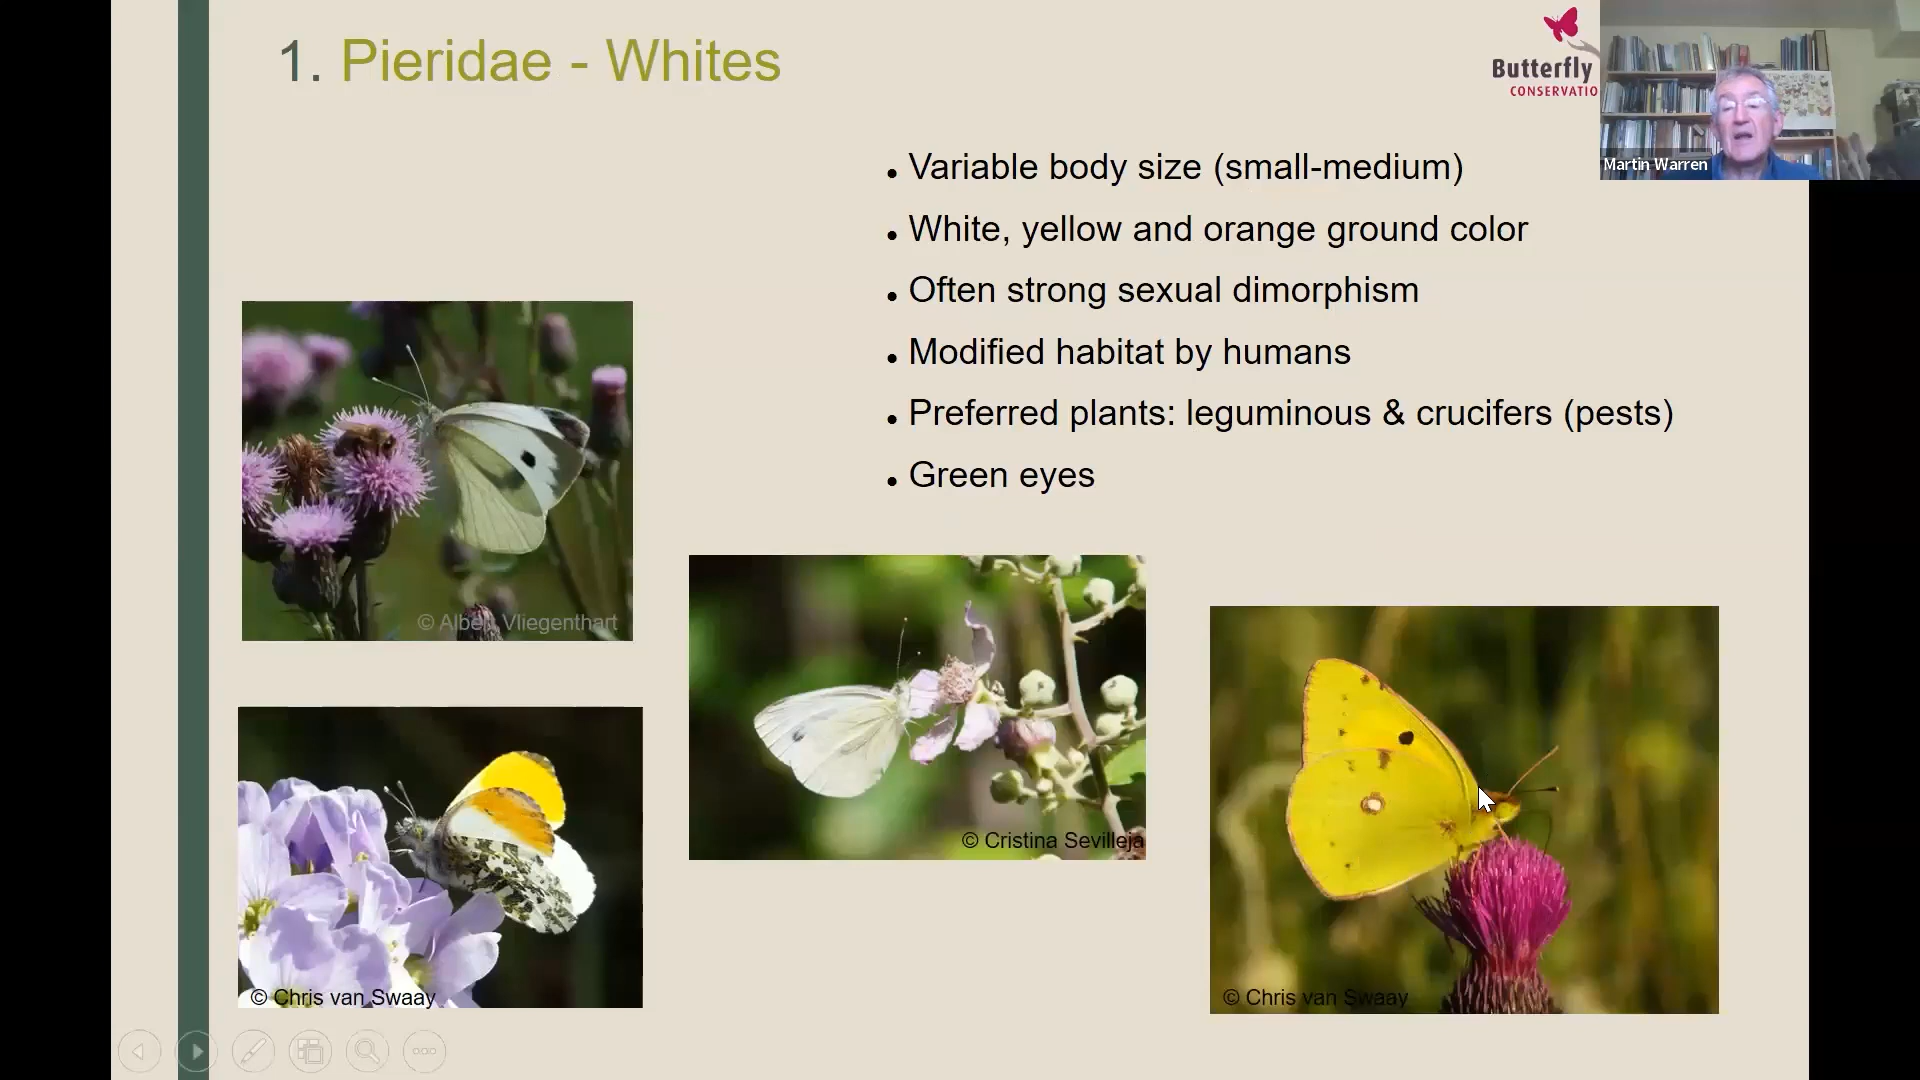 1. Pieridae - Whites
Butterfly
CONSERVATIO
Martin Warren
• Variable body size (small-medium)
• White, yellow and orange ground color
• Often strong sexual dimorphism
• Modified habitat by humans
• Preferred plants: leguminous & crucifers (pests)
• Green eyes
© Albert Vliegenthart
© Cristina Sevilleja
© Chris van Swaay
© Chris van Swaay